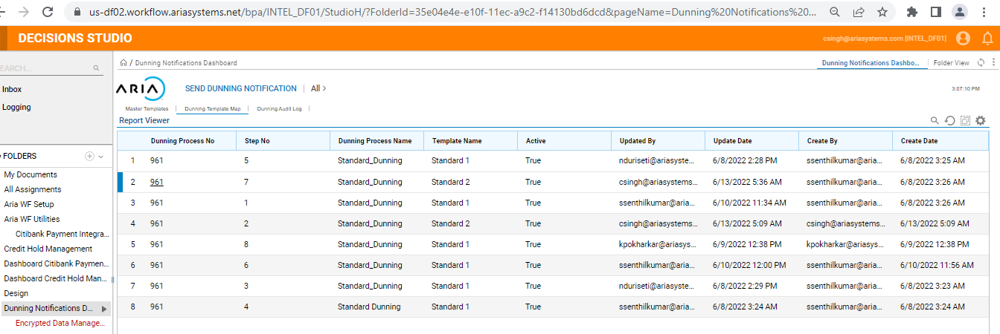 us-df02.workflow.ariasystems.net/bpa/INTEL_DF01/StudioH/?FolderId=35e04e4e-e10f-11ec-a9c2-f14130bd6dcd&pageName=Dunning%20Notifications%20...
DECISIONS STUDIO
csingh@ariasystems.com [INTEL_DF01]
EARCH...
/ Dunning Notifications Dashboard
Dunning Notifications Dashbo...
Folder View
Inbox
Logging
ARIA
SEND DUNNING NOTIFICATION
All >
3:07:10 PM
Master Templates
Dunning Template Map
Dunning Audit Log
Report Viewer
Dunning Process No Step No Dunning Process Name Template Name Active Updated By Update Date Create By Create Date
1 961 5 Standard_Dunning Standard 1 True nduriseti@ariasyste... 6/8/2022 2:28 PM ssenthilkumar@aria... 6/8/2022 3:25 AM
2 961 7 Standard_Dunning Standard 2 True csingh@ariasystems... 6/13/2022 5:36 AM ssenthilkumar@aria... 6/8/2022 3:26 AM
3 961 1 Standard_Dunning Standard 1 True ssenthilkumar@aria... 6/10/2022 11:34 AM ssenthilkumar@aria... 6/8/2022 3:26 AM
4 961 2 Standard_Dunning Standard 2 True csingh@ariasystems... 6/13/2022 5:09 AM csingh@ariasystems... 6/13/2022 5:09 AM
5 961 8 Standard_Dunning Standard 1 True kpokharkar@ariasys... 6/9/2022 12:38 PM kpokharkar@ariasys... 6/9/2022 12:38 PM
6 961 6 Standard_Dunning Standard 1 True ssenthilkumar@aria... 6/10/2022 12:00 PM ssenthilkumar@aria... 6/10/2022 11:56 AM
7 961 3 Standard_Dunning Standard 1 True nduriseti@ariasyste... 6/8/2022 2:29 PM ssenthilkumar@aria... 6/8/2022 3:23 AM
8 961 4 Standard Dunning Standard 1 True ssenthilkumar@aria... 6/8/2022 3:24 AM ssenthilkumar@aria... 6/8/2022 3:24 AM
FOLDERS
My Documents
All Assignments
Aria WF Setup
Aria WF Utilities
Citibank Payment Integra...
Credit Hold Management
Dashboard Citibank Paymen...
Dashboard Credit Hold Man...
Design
Dunning Notifications D...
Encrypted Data Manage...